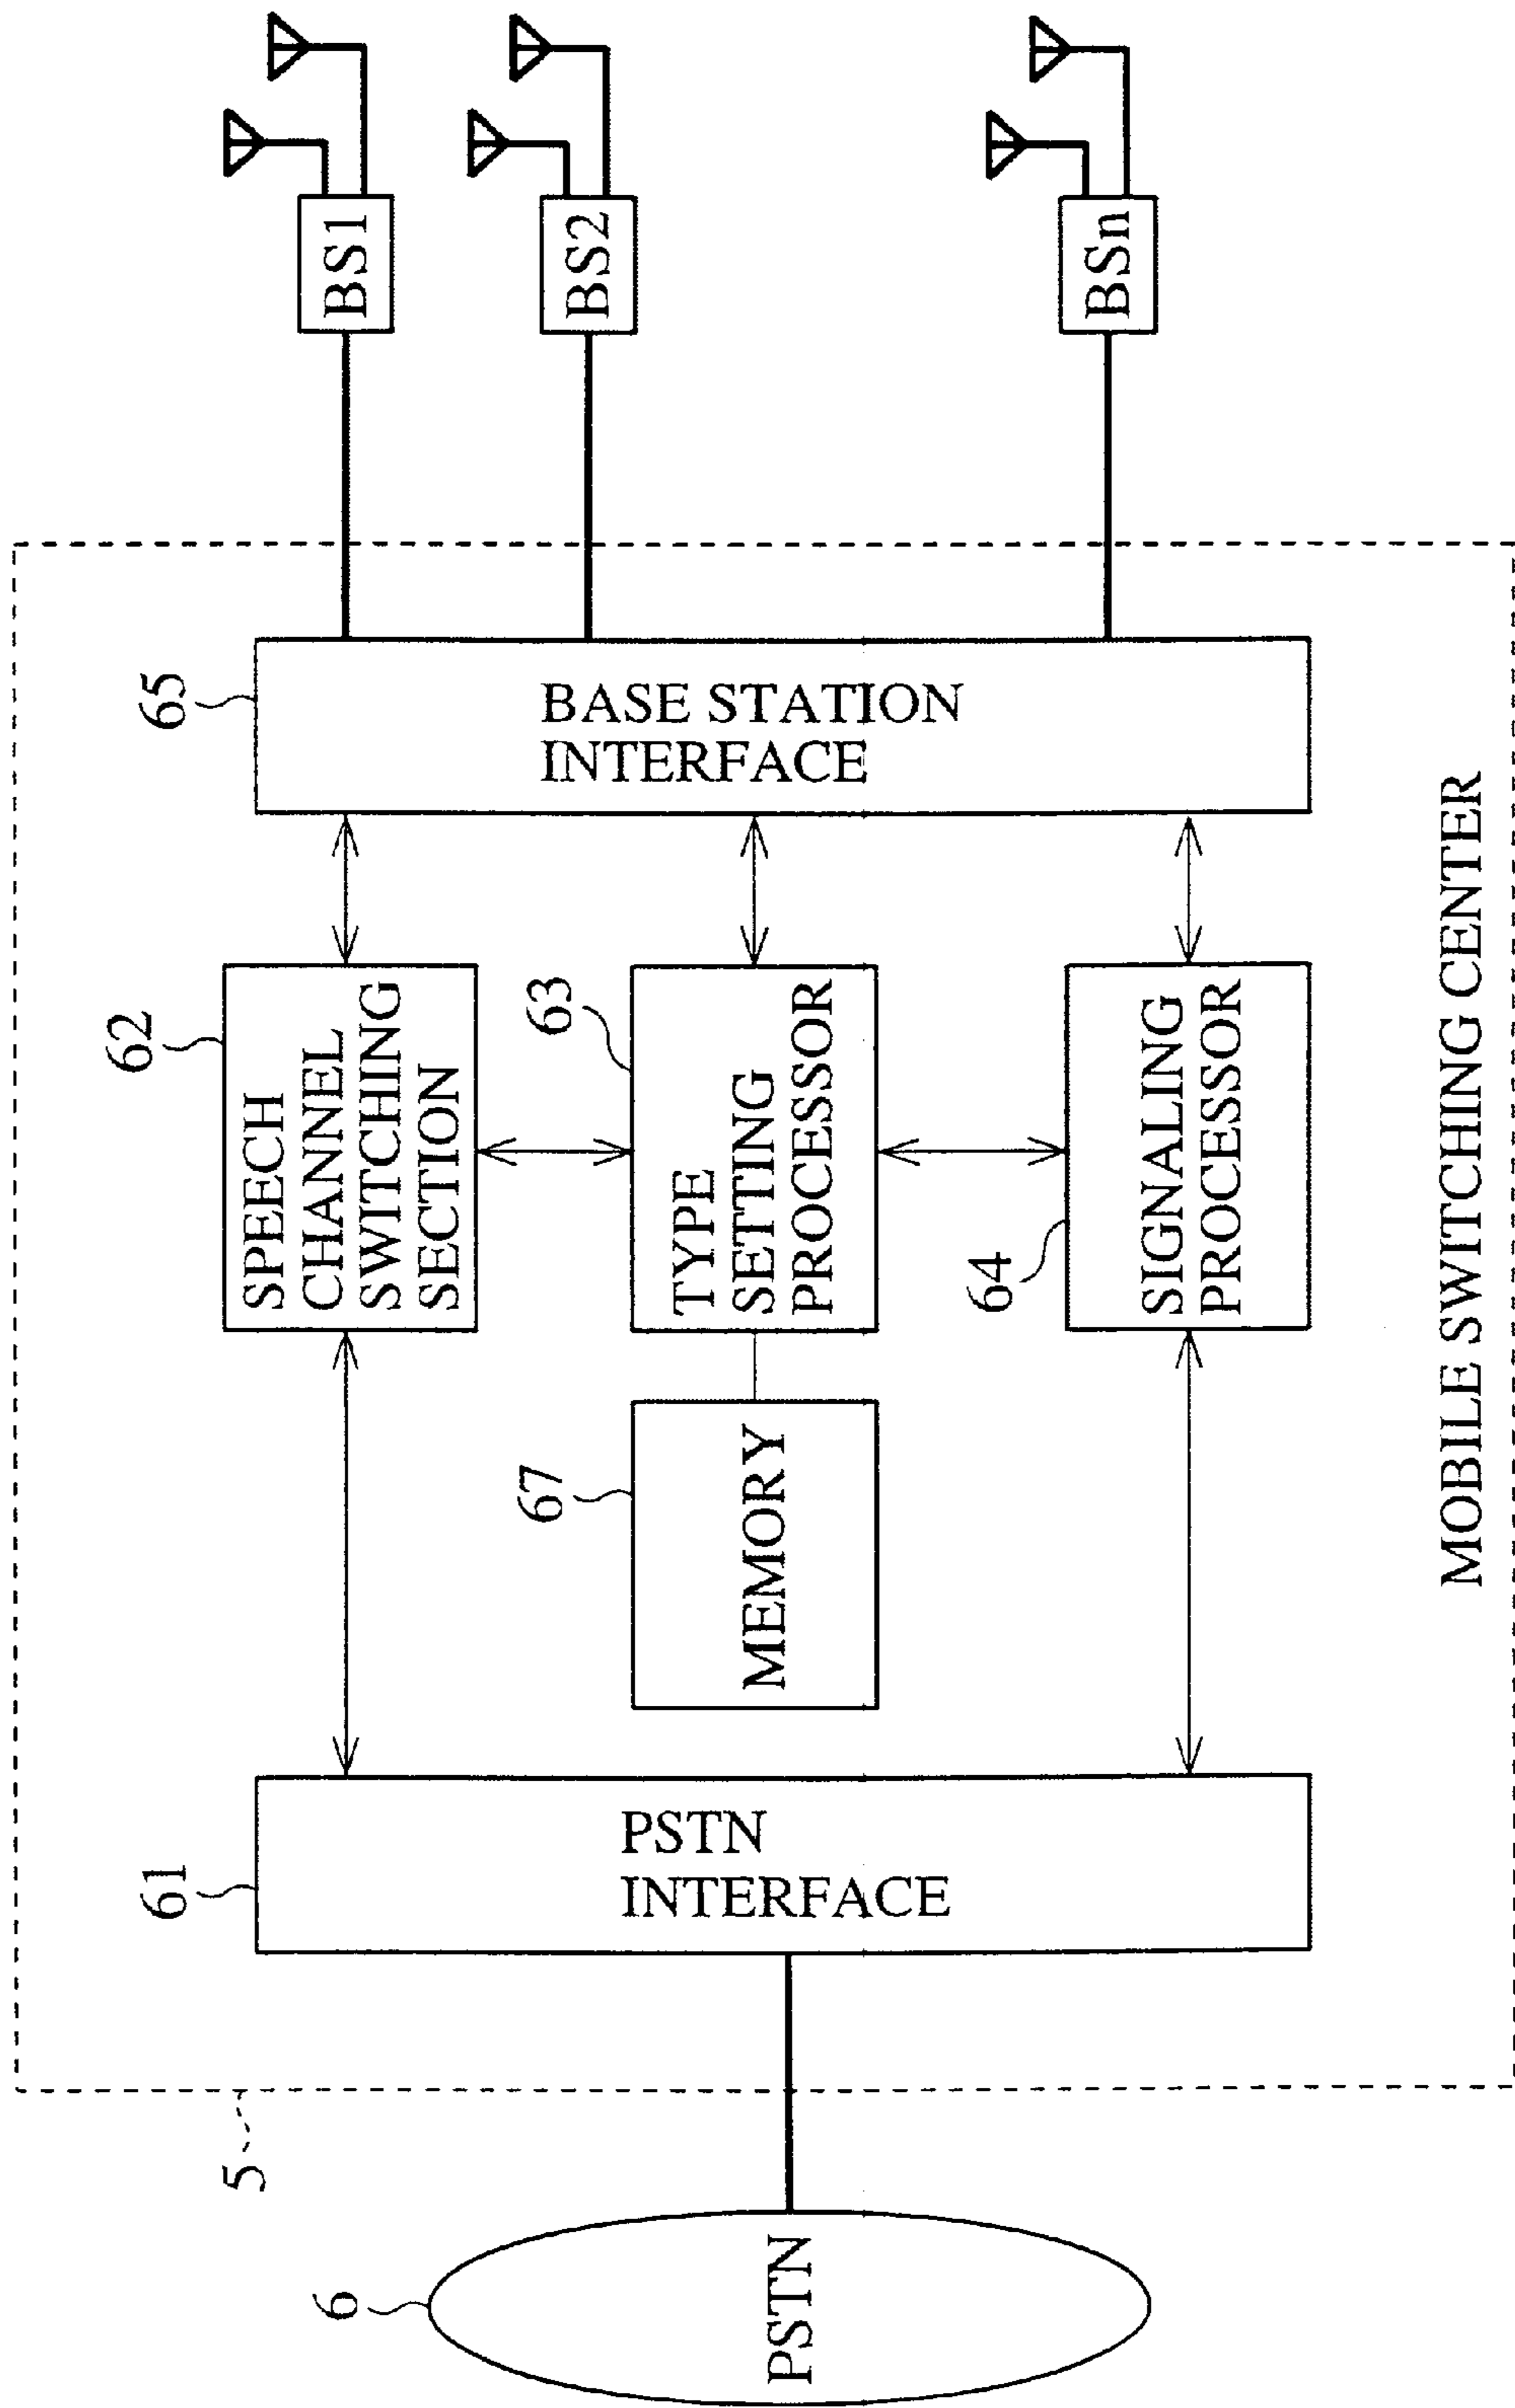 6
PSTN
5
61
PSTN
INTERFACE
62
SPEECH
CHANNEL
SWITCHING
SECTION
67
MEMORY
63
TYPE
SETTING
PROCESSOR
64
SIGNALING
PROCESSOR
65
BASE STATION
INTERFACE
BS1
BS2
BSn
MOBILE SWITCHING CENTER